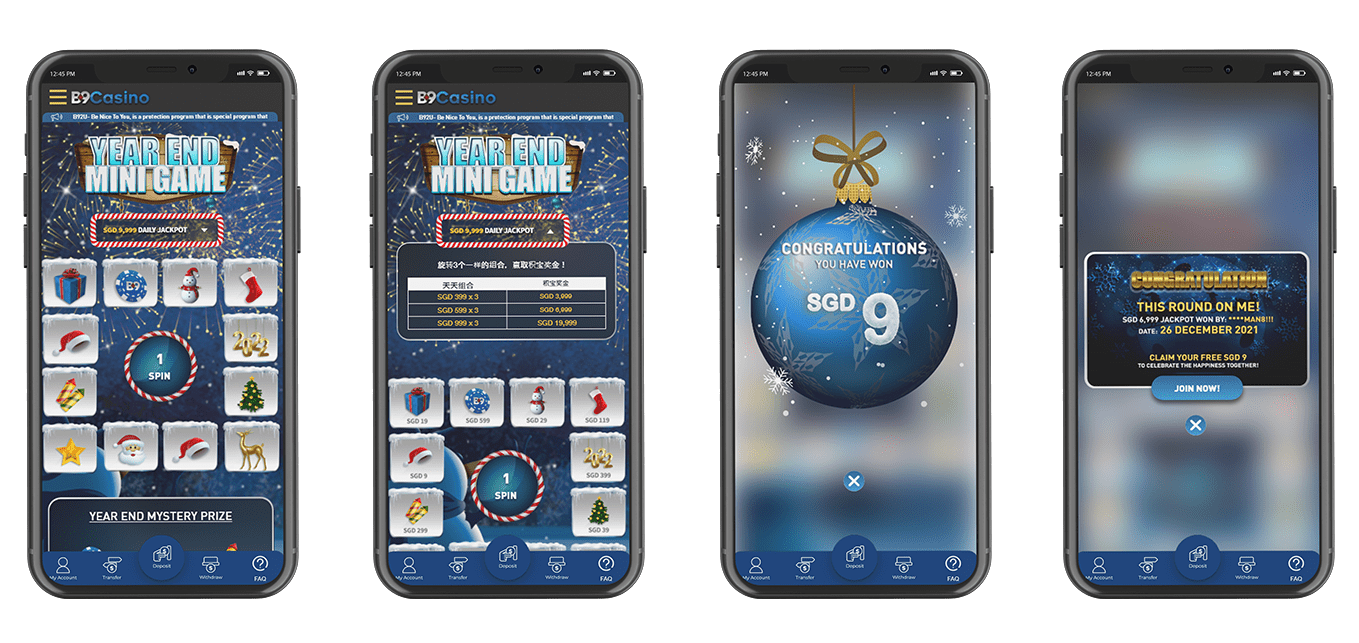 12:45 PM
B9Casino
B92U- Be Nice To You, is a pretection program that is special program that
YEAR END
MINI GAME
SGD 9,999 DAILY JACKPOT
B9
2022
1
SPIN
YEAR END MYSTERY PRIZE
My Account
Transfer
Deposit
Withdraw
FAQ
12:45 PM
B9Casino
B92U- Be Nice To You, is a pretection program that is special program that
YEAR END
MINI GAME
SGD 9,999 DAILY JACKPOT
旋转3个一样的组合，赢取积宝奖金！
天天组合 积宝奖金
SGD 399 x 3 SGD 3,999
SGD 599 x 3 SGD 6,999
SGD 999 x 3 SGD 19,999
B9
SGD 19 SGD 599 SGD 29 SGD 119
2022
SGD 9 SGD 399
1
SPIN
SGD 299 SGD 39
My Account
Transfer
Deposit
Withdraw
FAQ
12:45 PM
CONGRATULATIONS
YOU HAVE WON
SGD 9
My Account
Transfer
Deposit
Withdraw
FAQ
12:45 PM
CONGRATULATION
THIS ROUND ON ME!
SGD 6,999 JACKPOT WON BY: ****MAN8!!!
DATE: 26 DECEMBER 2021
CLAIM YOUR FREE SGD 9
TO CELEBRATE THE HAPPINESS TOGETHER!
JOIN NOW!
My Account
Transfer
Deposit
Withdraw
FAQ